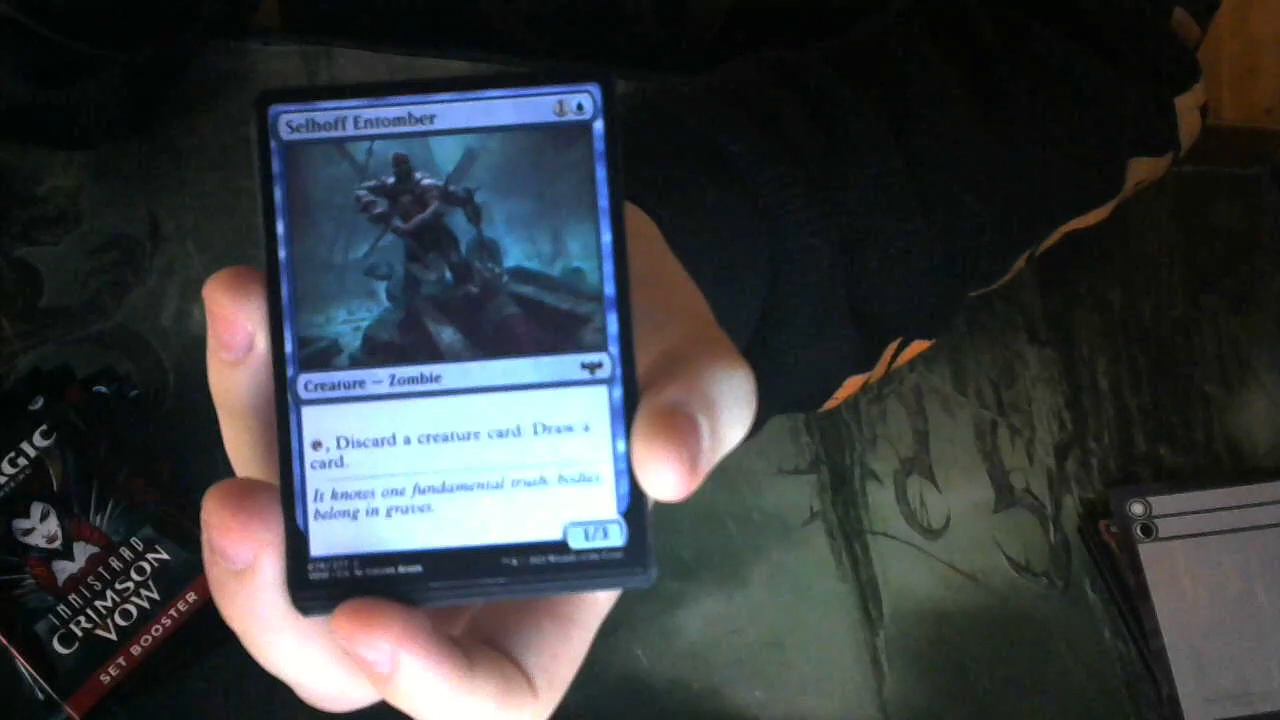 Selhoff Entomber
1
Creature — Zombie
, Discard a creature card: Draw a
card.
It knows one fundamental truth: bodies
belong in graves.
1/3
MAGIC
INNISTRAD
CRIMSON
VOW
SET BOOSTER